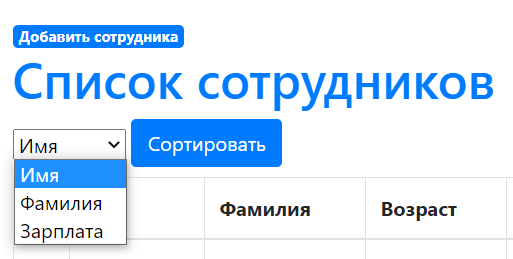 Добавить сотрудника
Список сотрудников
Имя Сортировать
Имя
Фамилия
Зарплата
Фамилия Возраст